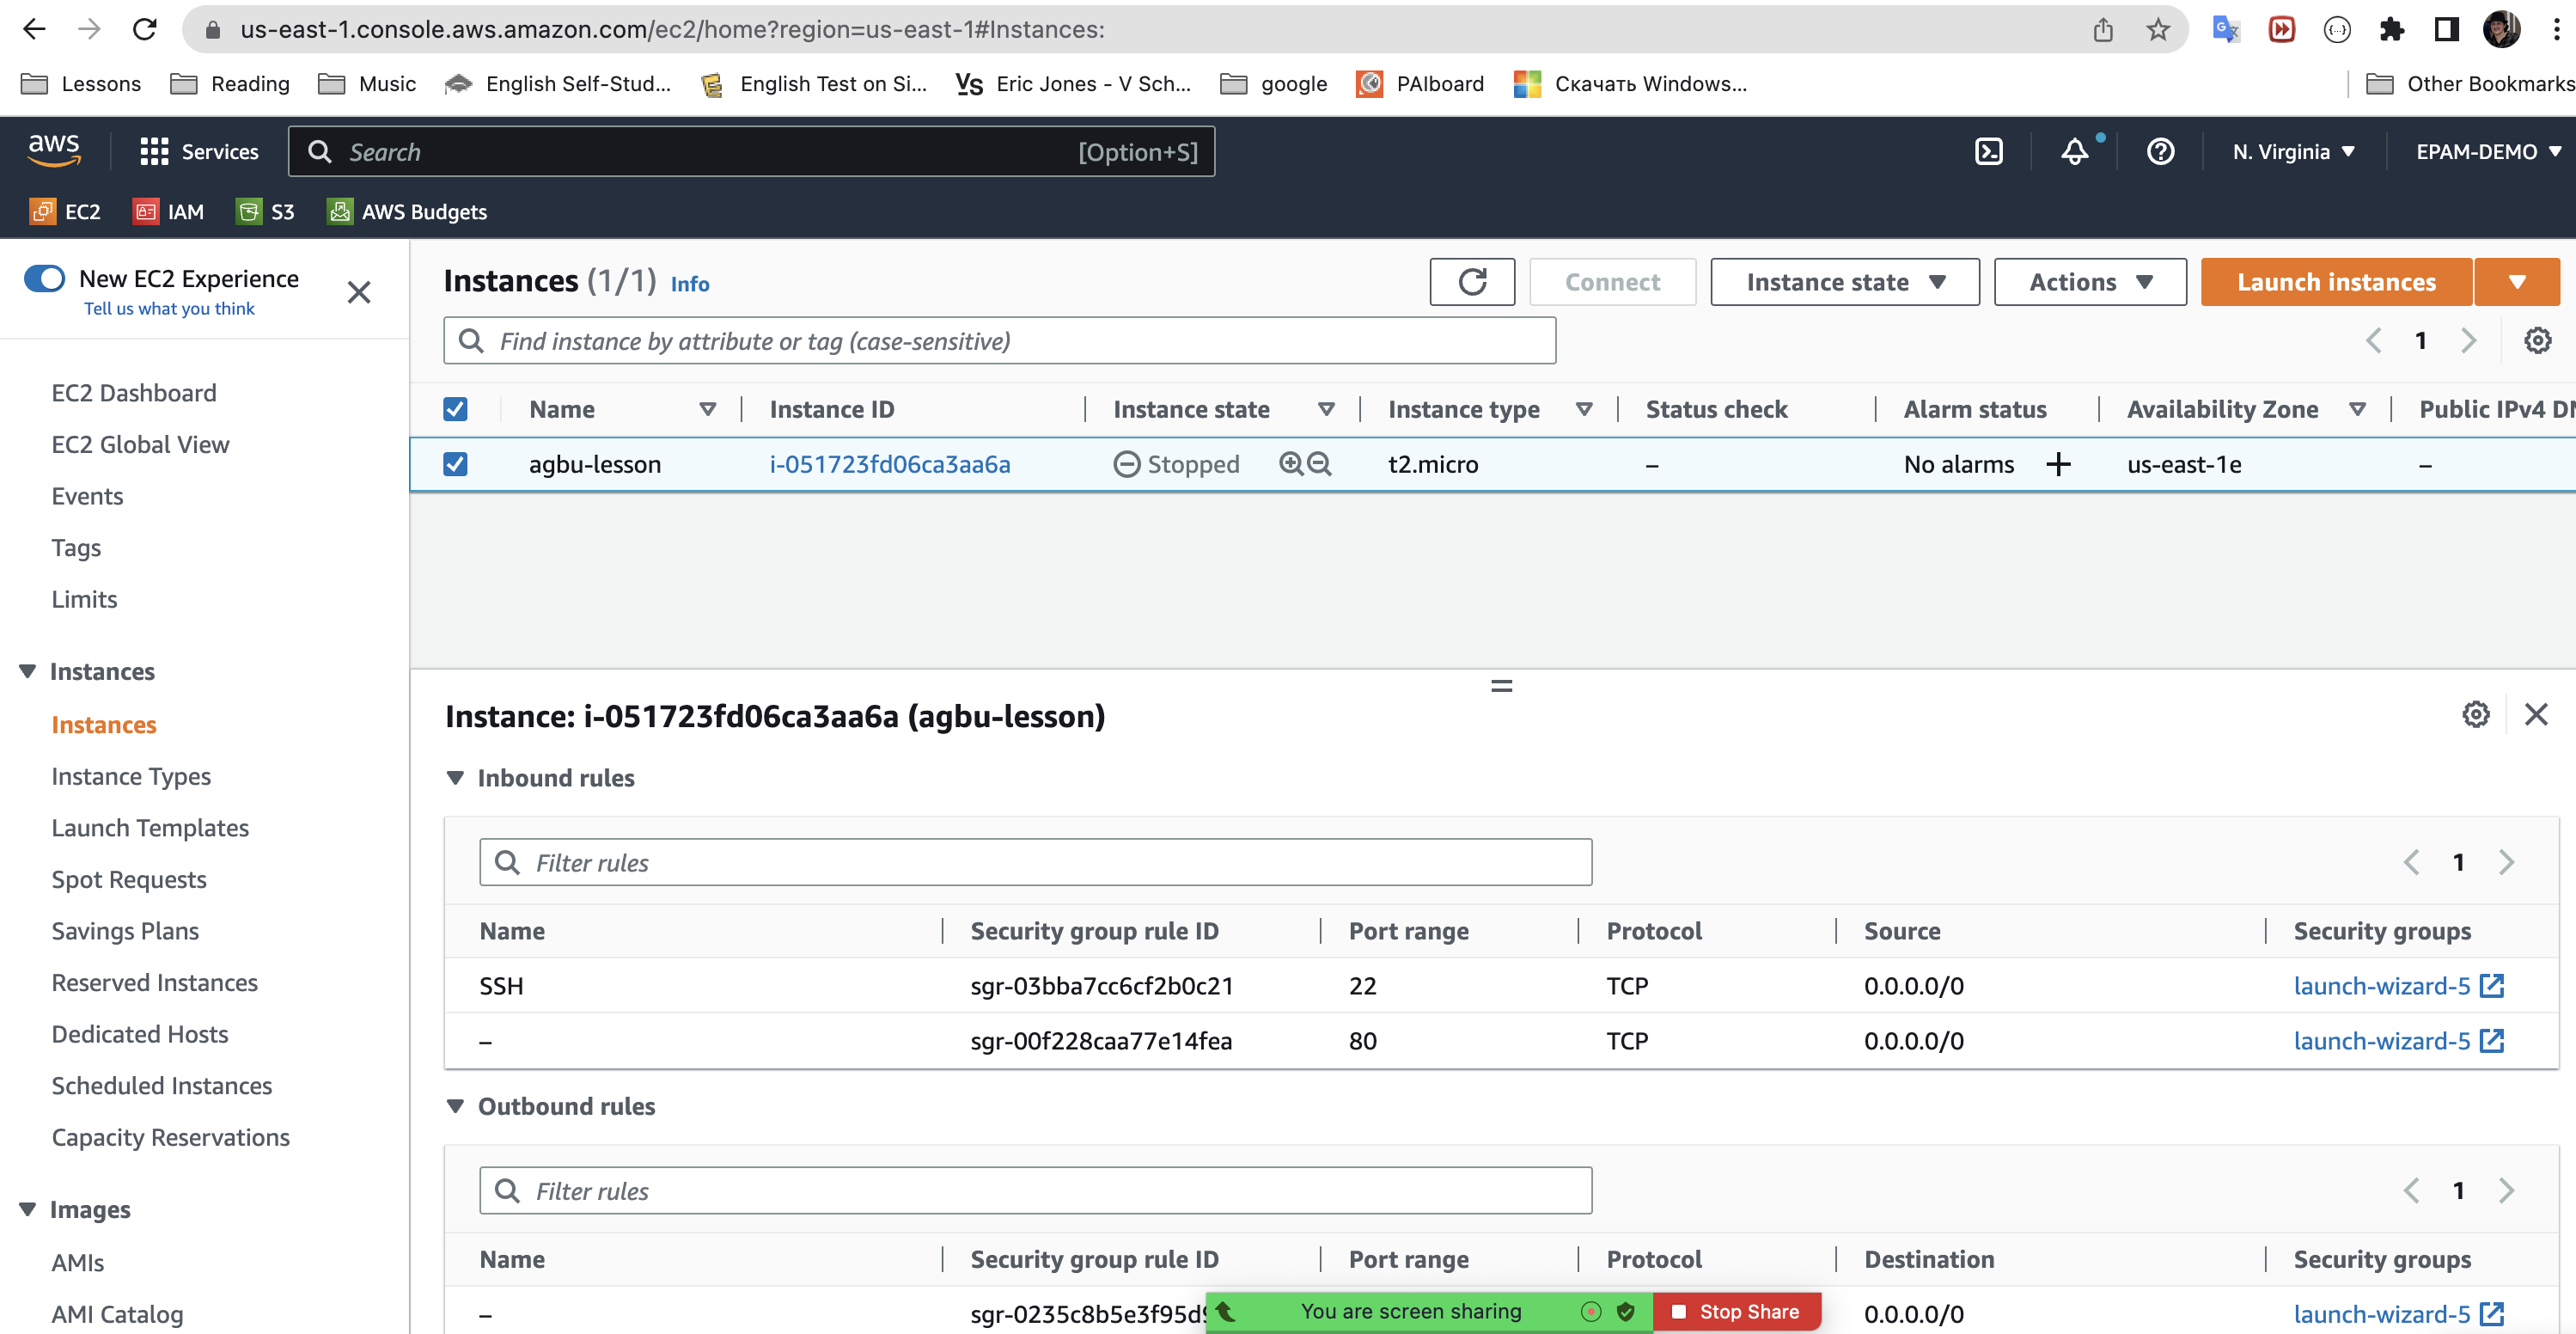 us-east-1.console.aws.amazon.com/ec2/home?region=us-east-1#Instances:
Lessons Reading Music English Self-Stud... English Test on Si... Eric Jones - V Sch... google PAIboard Скачать Windows... Other Bookmarks
aws Services Search [Option+S] N. Virginia EPAM-DEMO
EC2 IAM S3 AWS Budgets
New EC2 Experience
Tell us what you think
EC2 Dashboard
EC2 Global View
Events
Tags
Limits
Instances
Instances
Instance Types
Launch Templates
Spot Requests
Savings Plans
Reserved Instances
Dedicated Hosts
Scheduled Instances
Capacity Reservations
Images
AMIs
AMI Catalog
Instances (1/1) Info Connect Instance state Actions Launch instances
Find instance by attribute or tag (case-sensitive) 1
Name Instance ID Instance state Instance type Status check Alarm status Availability Zone Public IPv4 DN
agbu-lesson i-051723fd06ca3aa6a Stopped t2.micro – No alarms + us-east-1e –
Instance: i-051723fd06ca3aa6a (agbu-lesson)
Inbound rules
Filter rules 1
Name Security group rule ID Port range Protocol Source Security groups
SSH sgr-03bba7cc6cf2b0c21 22 TCP 0.0.0.0/0 launch-wizard-5
– sgr-00f228caa77e14fea 80 TCP 0.0.0.0/0 launch-wizard-5
Outbound rules
Filter rules 1
Name Security group rule ID Port range Protocol Destination Security groups
– sgr-0235c8b5e3f95d 0.0.0.0/0 launch-wizard-5
You are screen sharing Stop Share